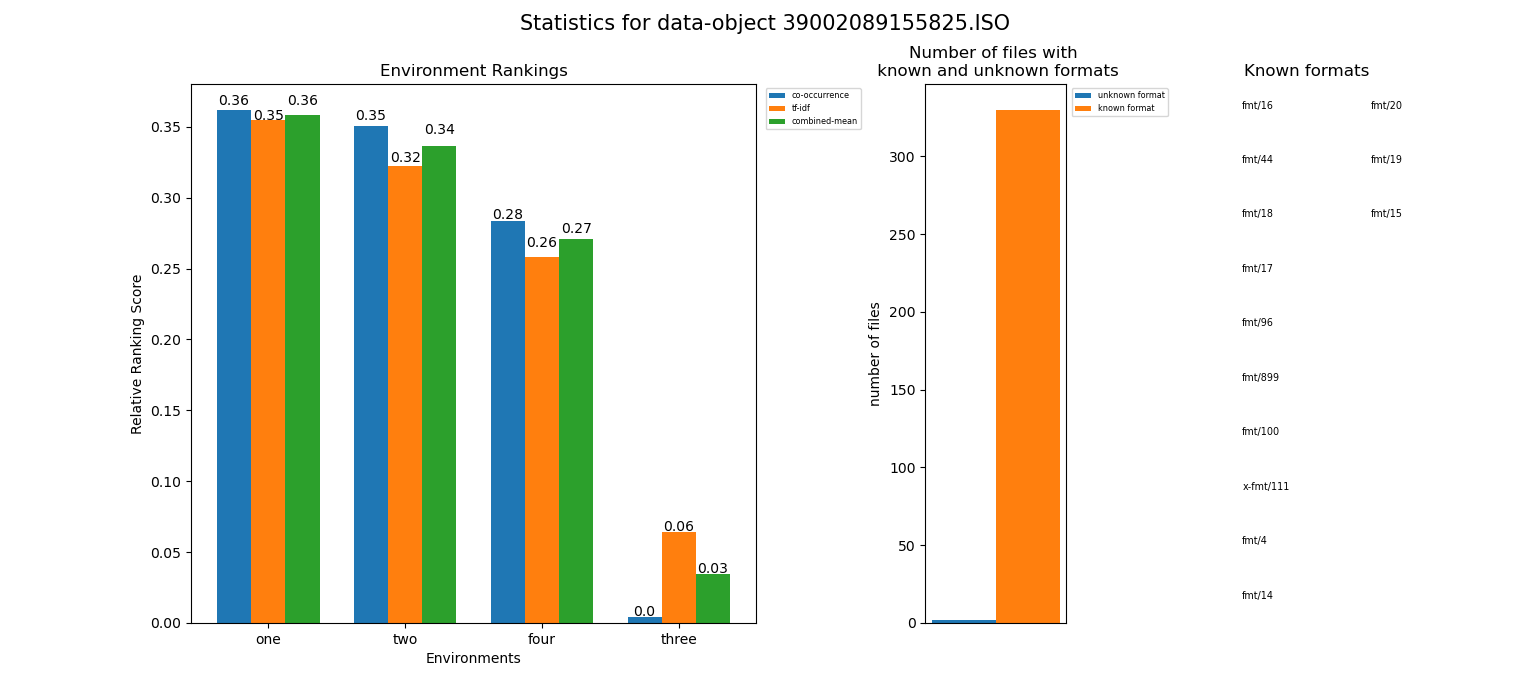 Statistics for data-object 39002089155825.ISO
Environment Rankings
0.36
0.35
0.36
0.35
0.32
0.34
0.28
0.26
0.27
0.0
0.06
0.03
0.35
0.30
0.25
0.20
0.15
0.10
0.05
0.00
Relative Ranking Score
one two four three
Environments
co-occurrence
tf-idf
combined-mean
Number of files with
known and unknown formats
300
250
200
150
100
50
0
number of files
unknown format
known format
Known formats
fmt/16 fmt/20
fmt/44 fmt/19
fmt/18 fmt/15
fmt/17
fmt/96
fmt/899
fmt/100
x-fmt/111
fmt/4
fmt/14